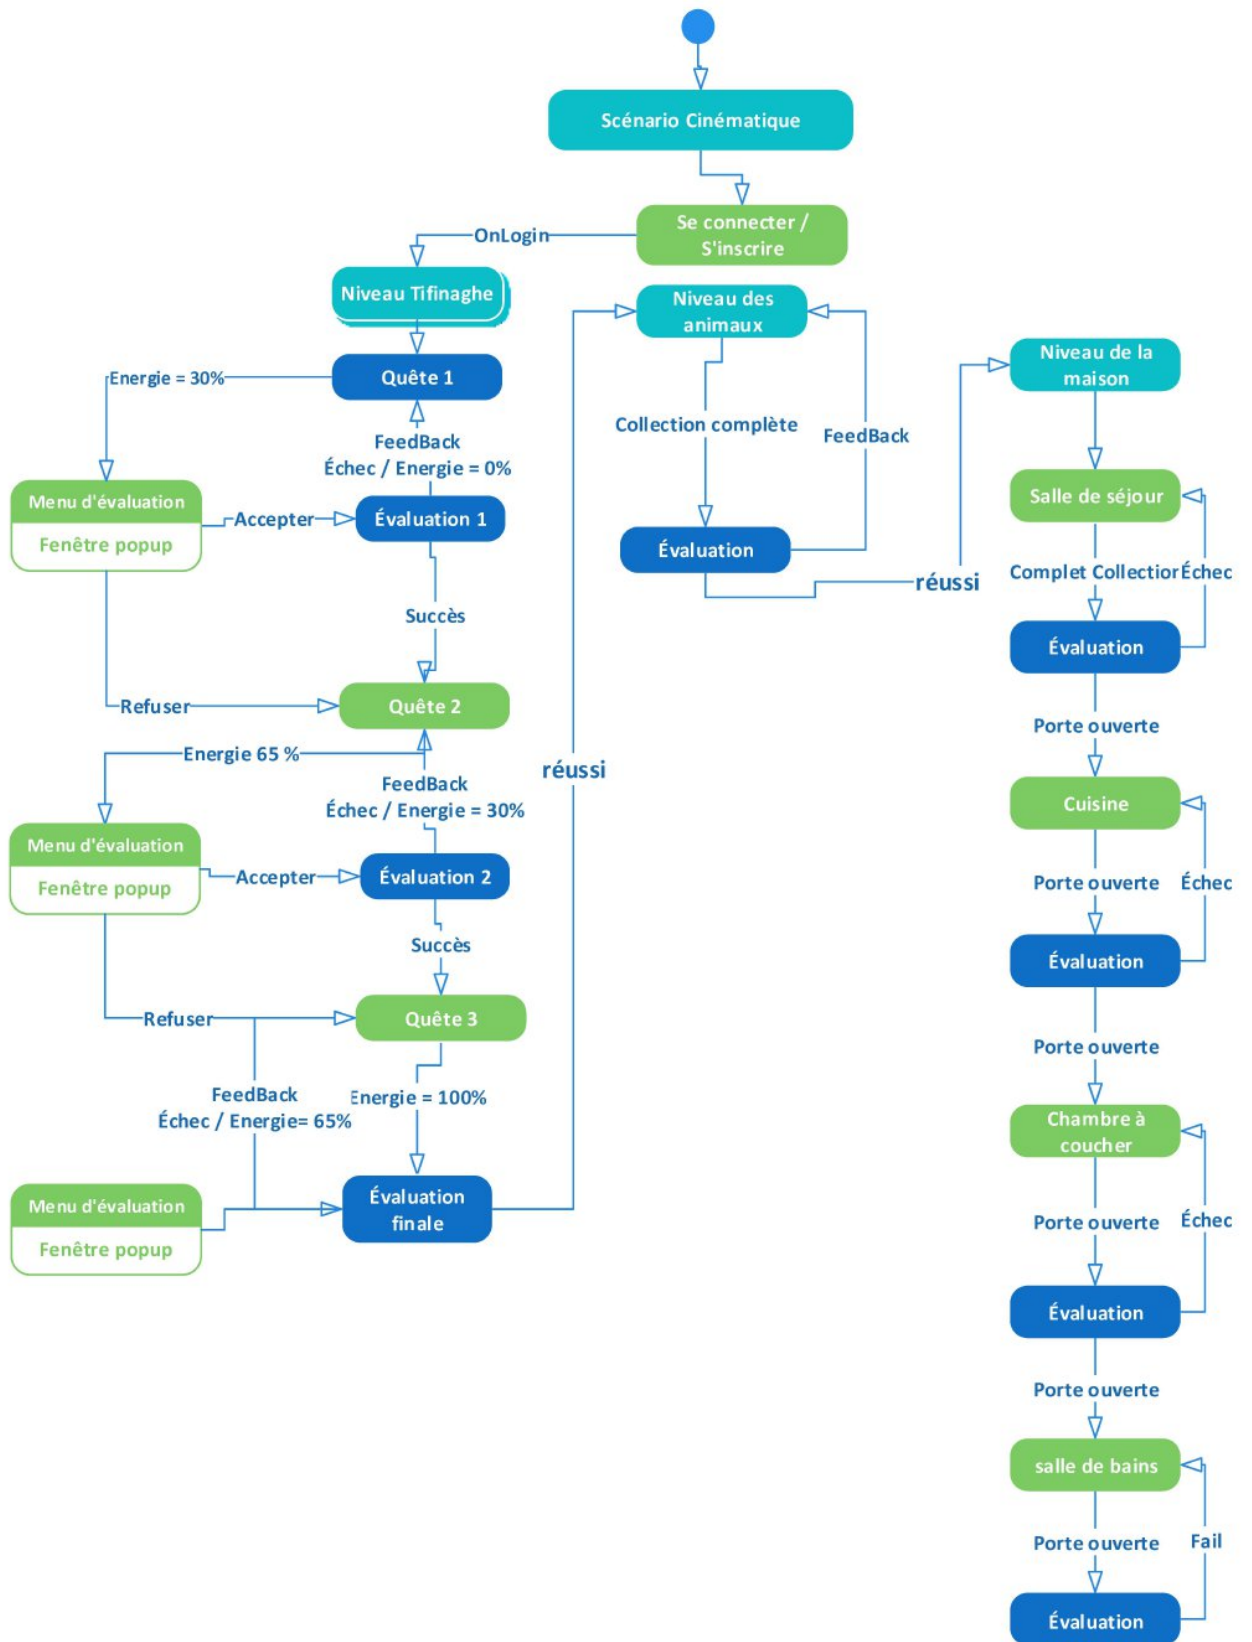 Scénario Cinématique
Se connecter /
S'inscrire
OnLogin
Niveau Tifinaghe
Quête 1
Energie = 30%
FeedBack
Échec / Energie = 0%
Menu d'évaluation
Fenêtre popup
Accepter
Évaluation 1
Succès
Refuser
Quête 2
Energie 65 %
FeedBack
Échec / Energie = 30%
Menu d'évaluation
Fenêtre popup
Accepter
Évaluation 2
Succès
Refuser
Quête 3
FeedBack
Échec / Energie= 65%
Energie = 100%
Menu d'évaluation
Fenêtre popup
Évaluation
finale
réussi
Niveau des
animaux
Collection complète
FeedBack
Évaluation
réussi
Niveau de la
maison
Salle de séjour
Complet Collection
Échec
Évaluation
Porte ouverte
Cuisine
Porte ouverte
Échec
Évaluation
Porte ouverte
Chambre à
coucher
Porte ouverte
Échec
Évaluation
Porte ouverte
salle de bains
Porte ouverte
Fail
Évaluation